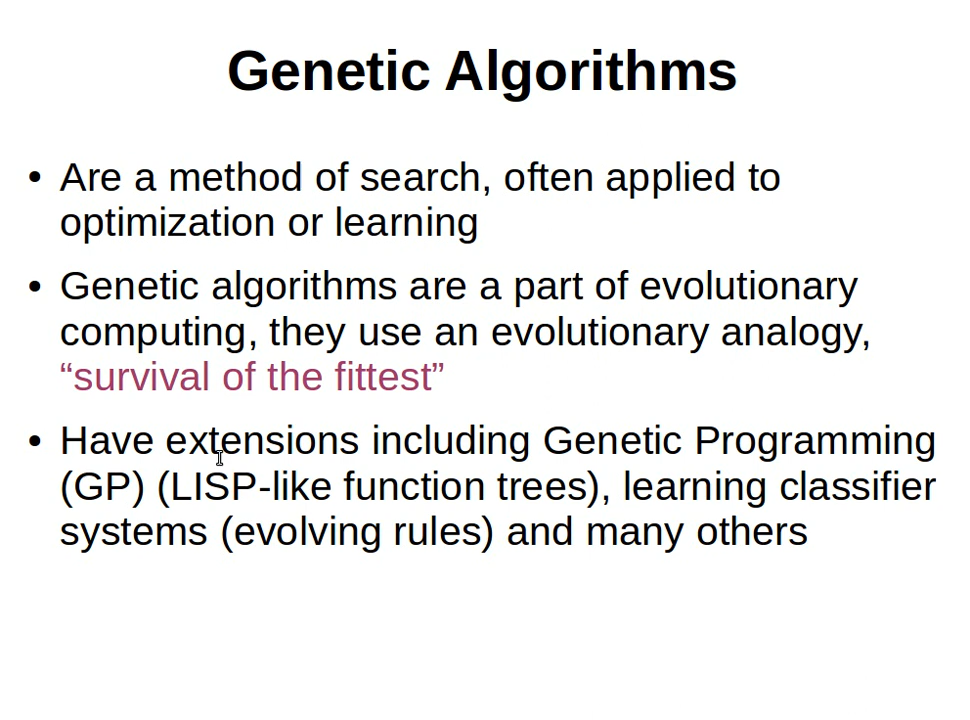 Genetic Algorithms
• Are a method of search, often applied to
optimization or learning
• Genetic algorithms are a part of evolutionary
computing, they use an evolutionary analogy,
“survival of the fittest”
• Have extensions including Genetic Programming
(GP) (LISP-like function trees), learning classifier
systems (evolving rules) and many others